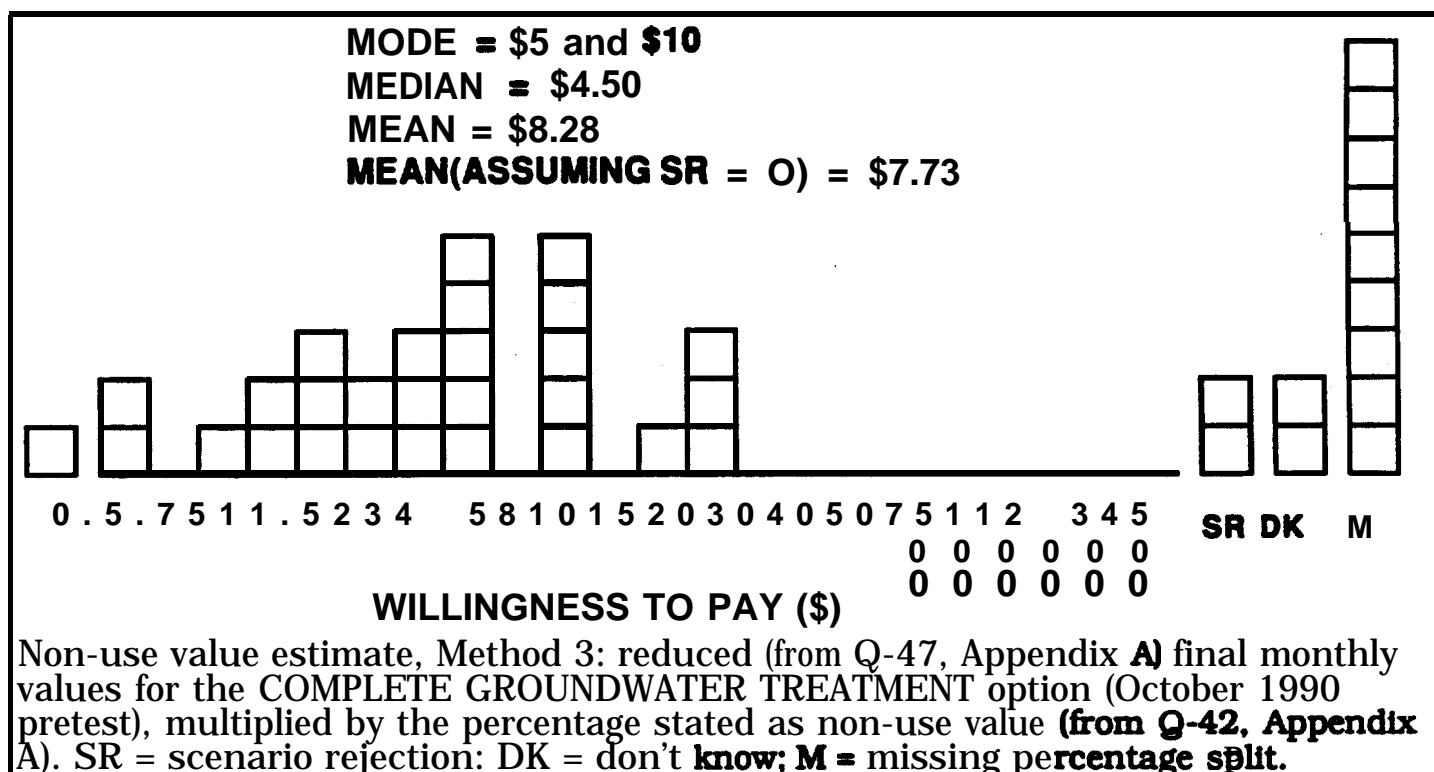 MODE = $5 and $10
MEDIAN = $4.50
MEAN = $8.28
MEAN(ASSUMING SR = O) = $7.73
0 . 5 . 7 5 1 1 . 5 2 3 4 5 8 1 0 1 5 2 0 3 0 4 0 5 0 7 5 1 1 2 3 4 5 SR DK M
0 0 0 0 0 0
0 0 0 0 0 0
WILLINGNESS TO PAY ($)
Non-use value estimate, Method 3: reduced (from Q-47, Appendix A) final monthly
values for the COMPLETE GROUNDWATER TREATMENT option (October 1990
pretest), multiplied by the percentage stated as non-use value (from Q-42, Appendix
A). SR = scenario rejection: DK = don't know; M = missing percentage split.